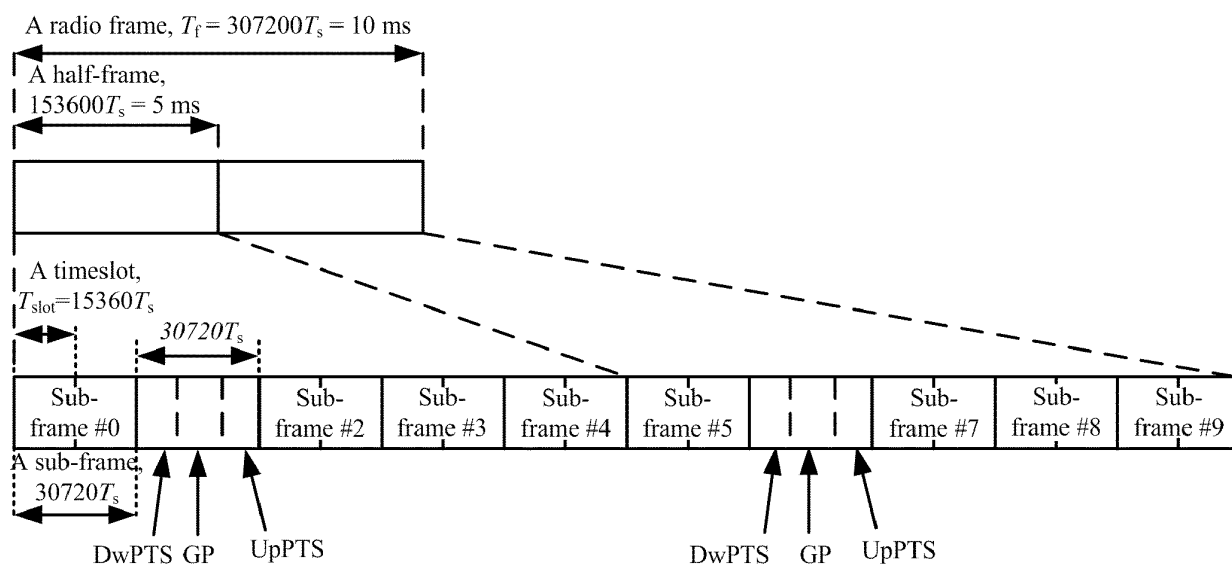 A radio frame, Tf = 307200Ts = 10 ms
A half-frame,
153600Ts = 5 ms
A timeslot,
Tslot=15360Ts
30720Ts
Sub-
frame #0
Sub-
frame #2
Sub-
frame #3
Sub-
frame #4
Sub-
frame #5
Sub-
frame #7
Sub-
frame #8
Sub-
frame #9
A sub-frame,
30720Ts
DwPTS GP UpPTS
DwPTS GP UpPTS